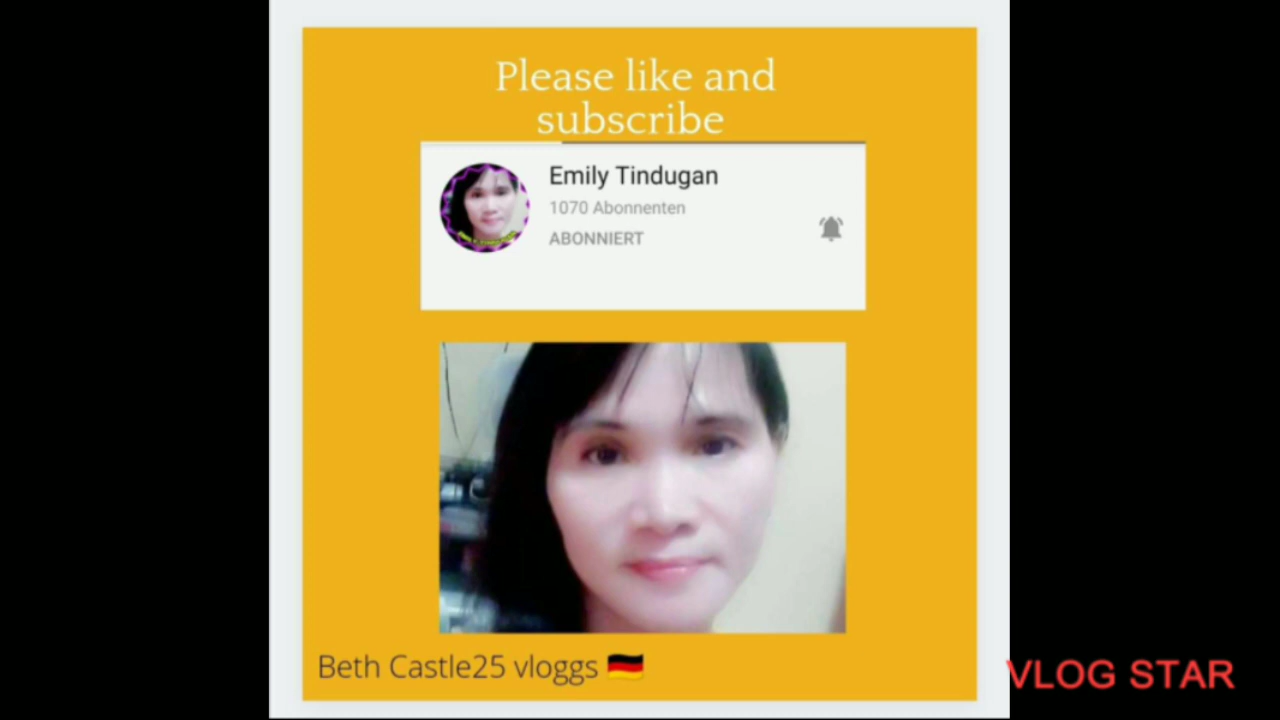 Please like and
subscribe
Emily Tindugan
1070 Abonnenten
ABONNIERT
Beth Castle25 vloggs 🇩🇪
VLOG STAR